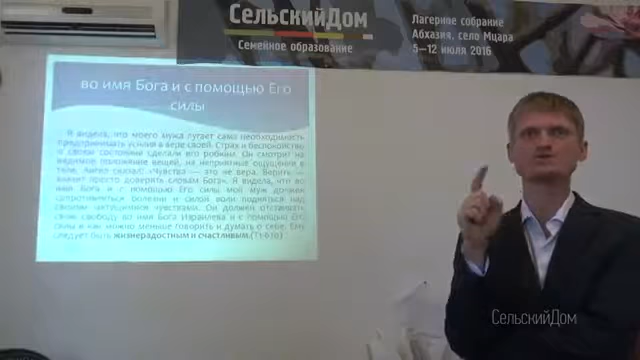 СельскийДом
Семейное образование
Лагерное собрание
Абхазия, село Мцара
5–12 июля 2016
во имя Бога и с помощью Его
силы
Я видела, что моего мужа пугает сама необходимость
предпринимать усилия в вере своей. Страх и беспокойство
о своем состоянии сделали его робким. Он смотрит на
видимое положение вещей, на неприятные ощущения в
теле. Ангел сказал: «Чувства — это не вера. Верить —
значит просто доверять словам Бога». Я видела, что во
имя Бога и с помощью Его силы мой муж должен
сопротивляться болезни и силой воли подняться над
своими чувствами. Он должен отстаивать
свою свободу во имя Бога Израилева и с помощью Его
силы и как можно меньше говорить и думать о себе. Ему
следует быть жизнерадостным и счастливым.
СельскийДом